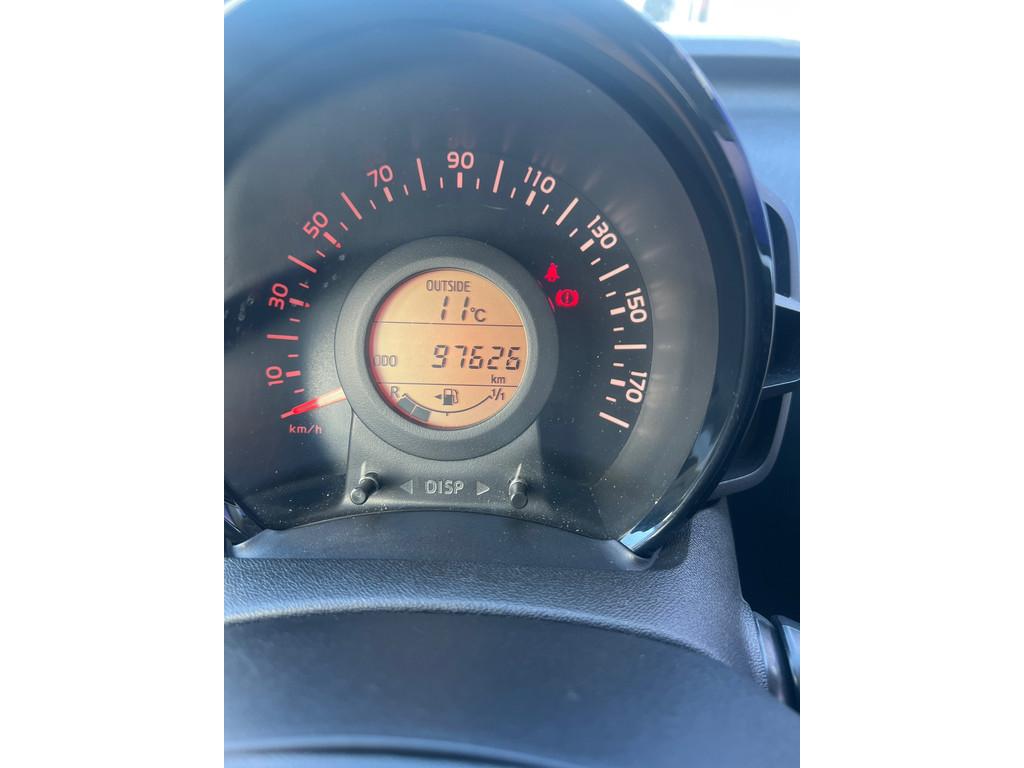 10
30
50
70
90
110
130
150
170
km/h
OUTSIDE
11°C
ODO 97626
km
R 1/1
DISP